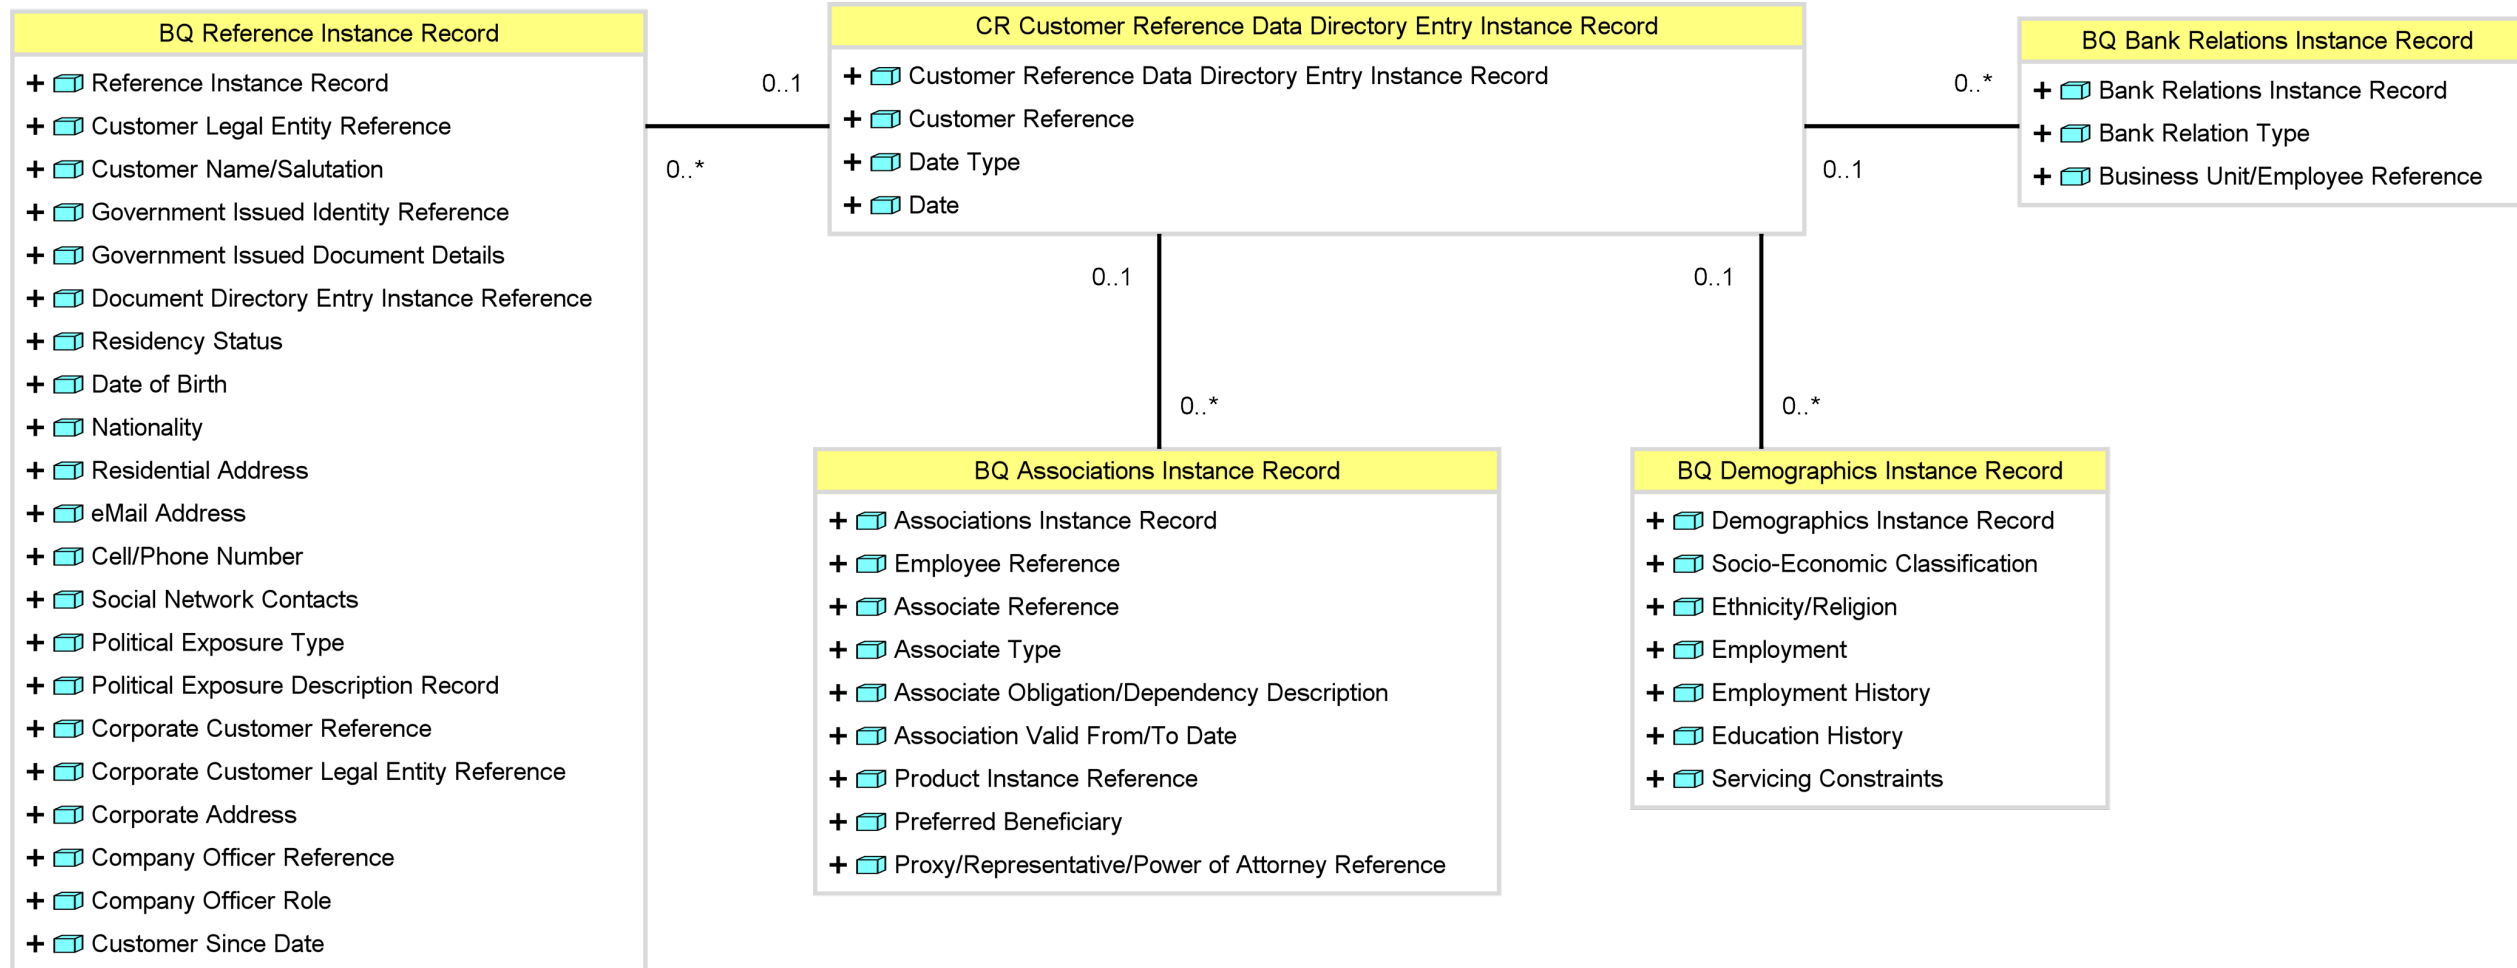 BQ Reference Instance Record
+ Reference Instance Record
+ Customer Legal Entity Reference
+ Customer Name/Salutation
+ Government Issued Identity Reference
+ Government Issued Document Details
+ Document Directory Entry Instance Reference
+ Residency Status
+ Date of Birth
+ Nationality
+ Residential Address
+ eMail Address
+ Cell/Phone Number
+ Social Network Contacts
+ Political Exposure Type
+ Political Exposure Description Record
+ Corporate Customer Reference
+ Corporate Customer Legal Entity Reference
+ Corporate Address
+ Company Officer Reference
+ Company Officer Role
+ Customer Since Date
0..1
0..*
CR Customer Reference Data Directory Entry Instance Record
+ Customer Reference Data Directory Entry Instance Record
+ Customer Reference
+ Date Type
+ Date
0..*
0..1
BQ Bank Relations Instance Record
+ Bank Relations Instance Record
+ Bank Relation Type
+ Business Unit/Employee Reference
0..1
0..*
BQ Associations Instance Record
+ Associations Instance Record
+ Employee Reference
+ Associate Reference
+ Associate Type
+ Associate Obligation/Dependency Description
+ Association Valid From/To Date
+ Product Instance Reference
+ Preferred Beneficiary
+ Proxy/Representative/Power of Attorney Reference
0..1
0..*
BQ Demographics Instance Record
+ Demographics Instance Record
+ Socio-Economic Classification
+ Ethnicity/Religion
+ Employment
+ Employment History
+ Education History
+ Servicing Constraints